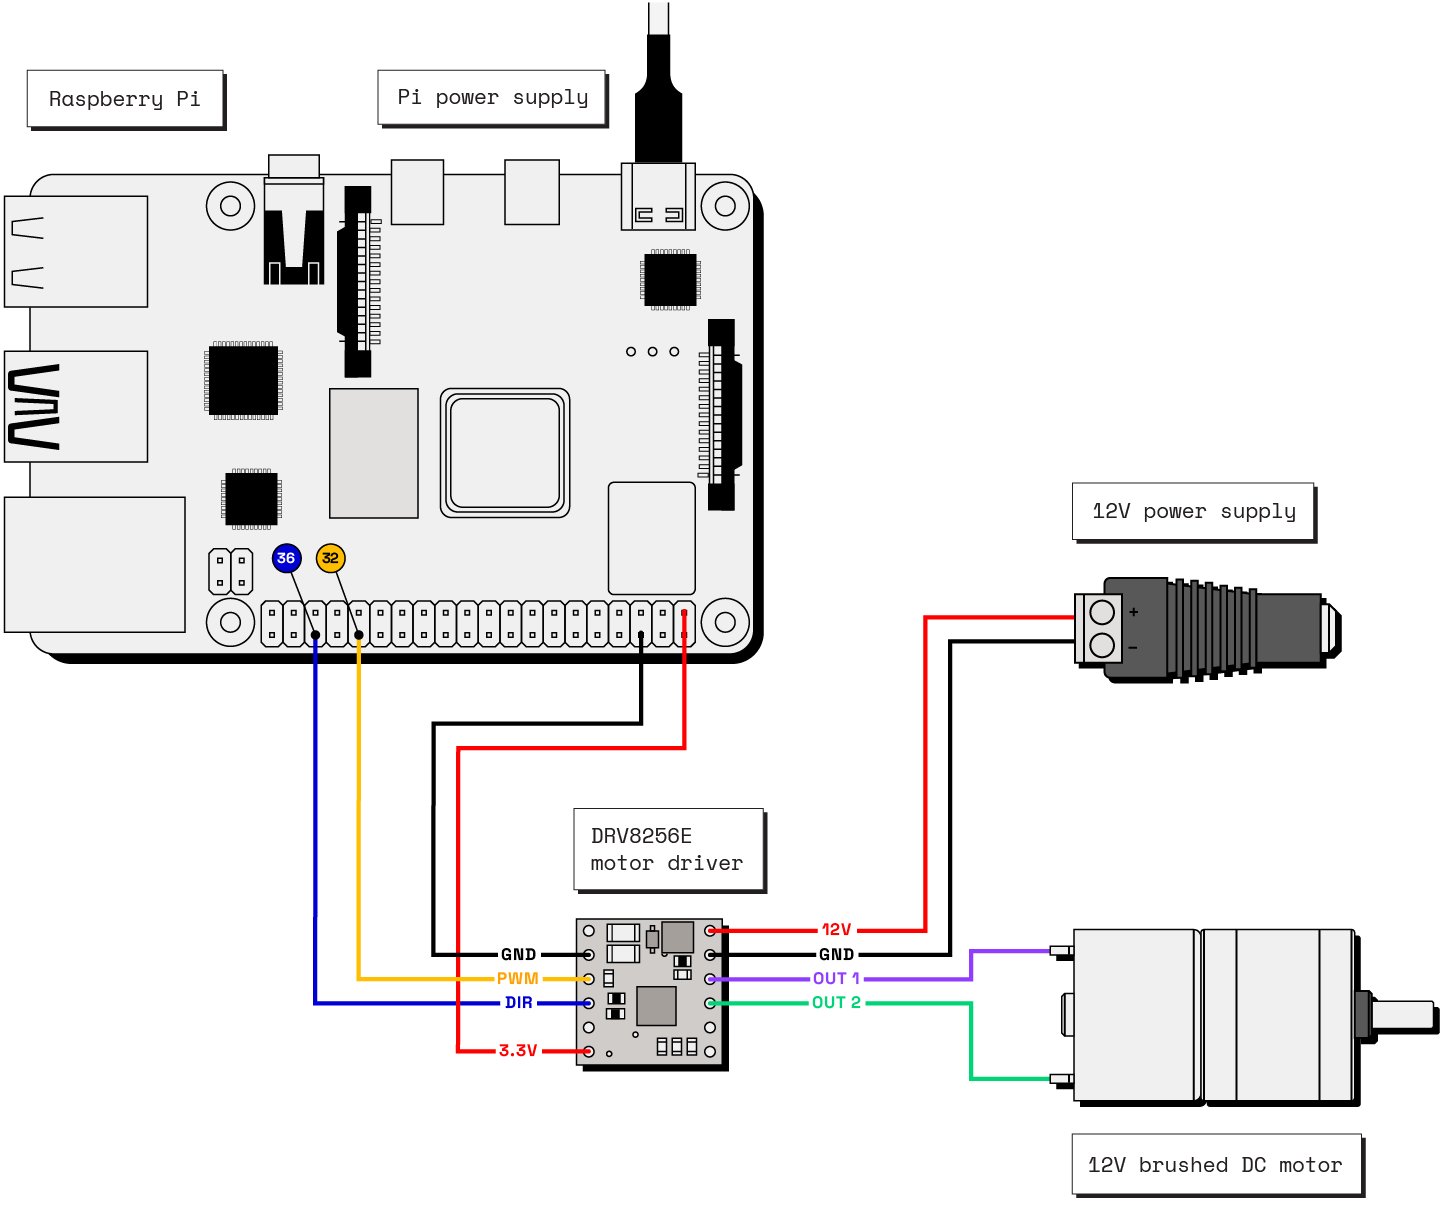 Raspberry Pi
Pi power supply
36
32
12V power supply
+
−
DRV8256E
motor driver
12V
GND
GND
PWM
OUT 1
DIR
OUT 2
3.3V
12V brushed DC motor